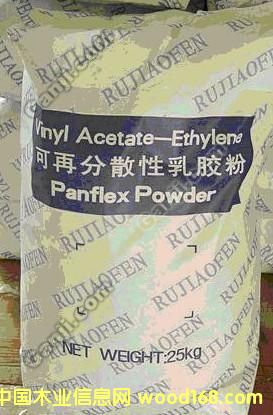 RUJIAOFEN
RUJIAOFEN
RUJIAOFEN
Vinyl Acetate-Ethylene
可再分散性乳胶粉
Panflex Powder
RUJIAOFEN
RUJIAOFEN
RUJIAOFEN
NET WEIGHT:25kg
中国木业信息网 wood168.com